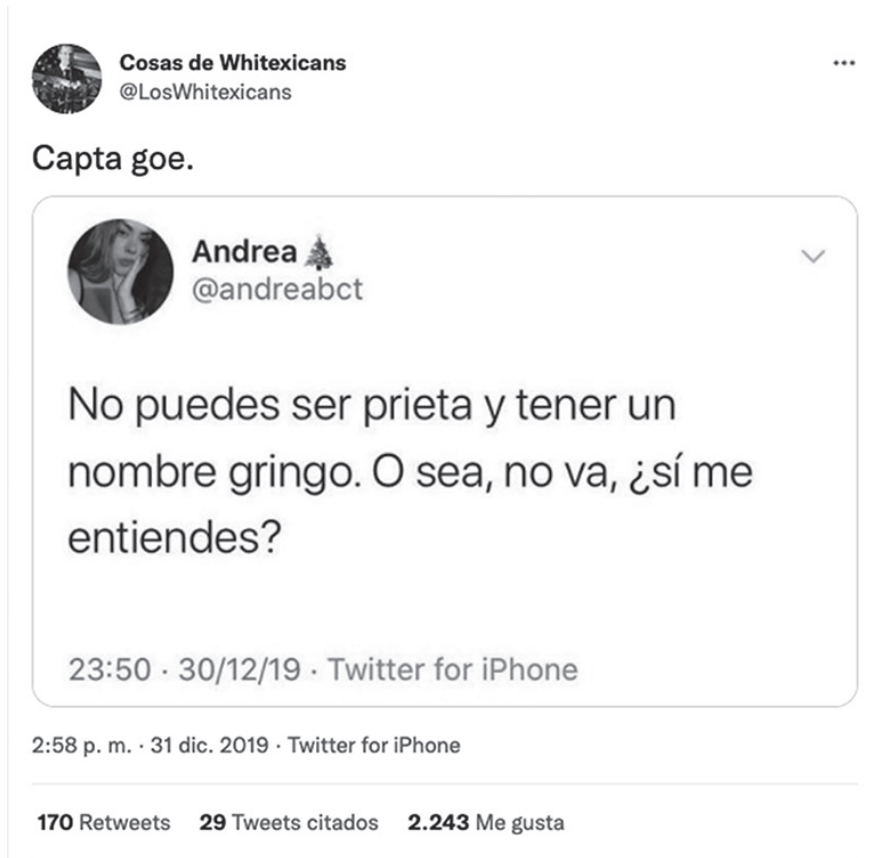 Cosas de Whitexicans
@LosWhitexicans
Capta goe.
Andrea🎄
@andreabct
No puedes ser prieta y tener un
nombre gringo. O sea, no va, ¿sí me
entiendes?
23:50 · 30/12/19 · Twitter for iPhone
2:58 p. m. · 31 dic. 2019 · Twitter for iPhone
170 Retweets 29 Tweets citados 2.243 Me gusta